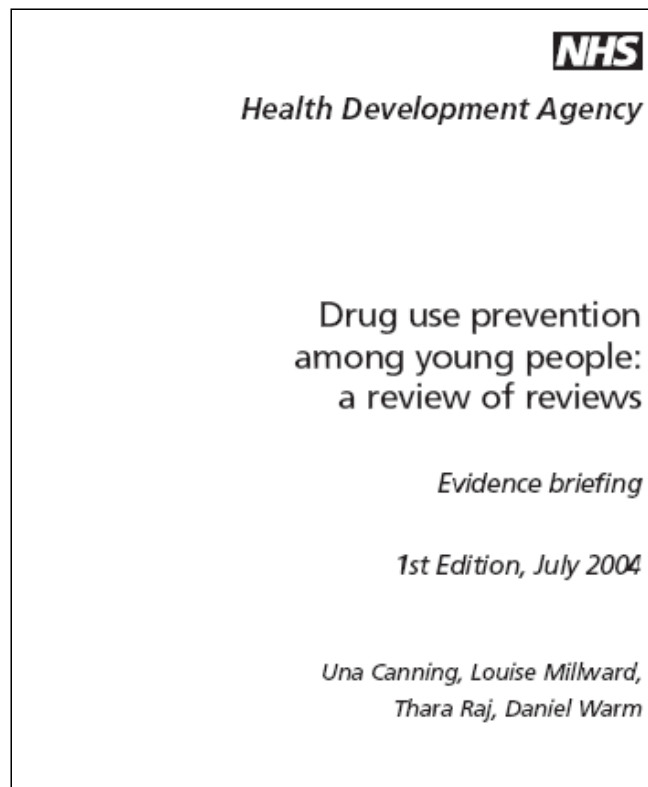 NHS
Health Development Agency
Drug use prevention
among young people:
a review of reviews
Evidence briefing
1st Edition, July 2004
Una Canning, Louise Millward,
Thara Raj, Daniel Warm